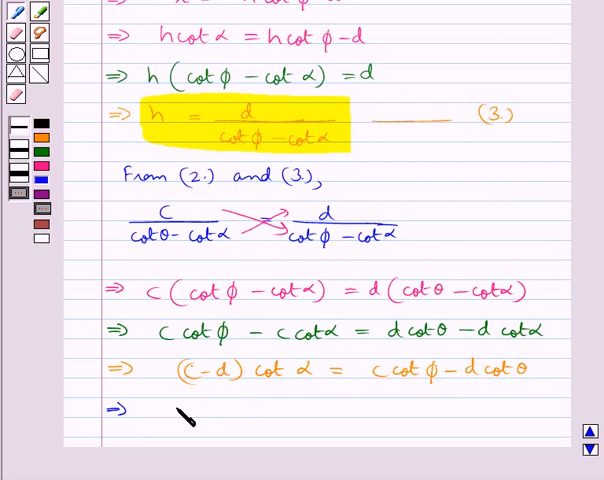 ⇒ h cot α = h cot φ - d
⇒ h (cot φ - cot α) = d
⇒ h = d / (cot φ - cot α) ——— (3.)
From (2.) and (3.),
c / (cot θ - cot α) = d / (cot φ - cot α)
⇒ c (cot φ - cot α) = d (cot θ - cot α)
⇒ c cot φ - c cot α = d cot θ - d cot α
⇒ (c - d) cot α = c cot φ - d cot θ
⇒